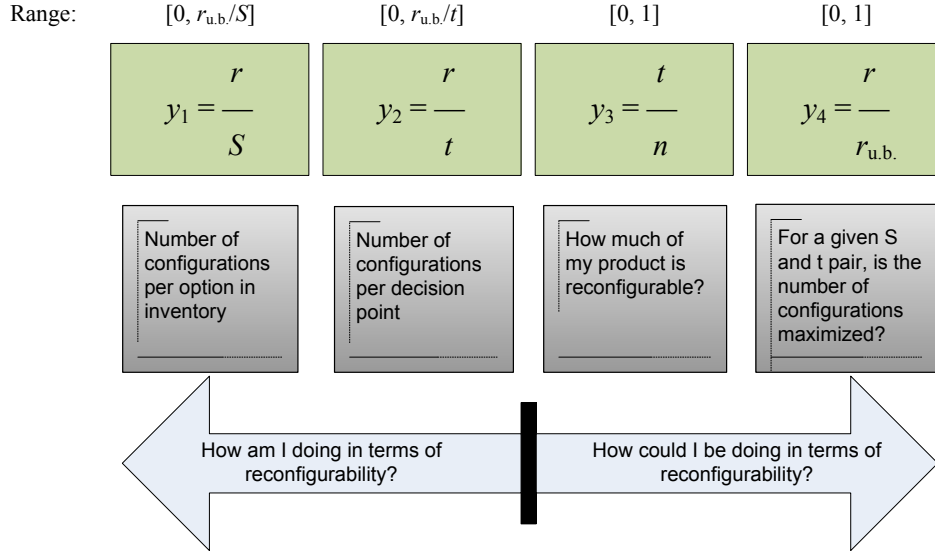 Range: [0, r_u.b./S] [0, r_u.b./t] [0, 1] [0, 1]
y₁ = r/S
y₂ = r/t
y₃ = t/n
y₄ = r/r_u.b.
Number of
configurations
per option in
inventory
Number of
configurations
per decision
point
How much of
my product is
reconfigurable?
For a given S
and t pair, is the
number of
configurations
maximized?
How am I doing in terms of
reconfigurability?
How could I be doing in terms of
reconfigurability?